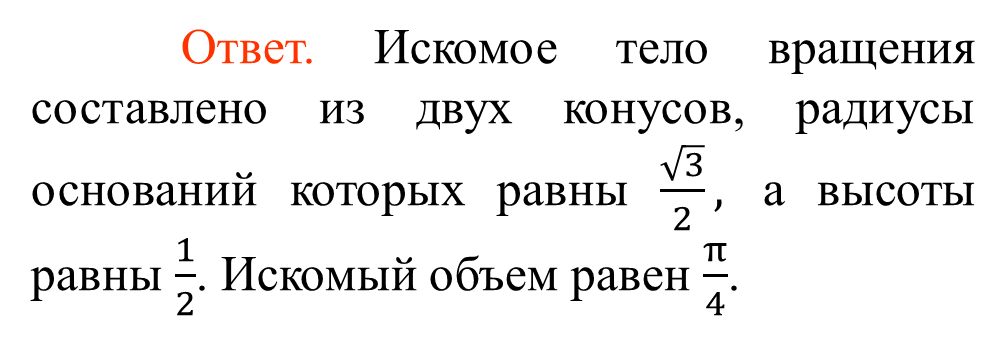 Ответ. Искомое тело вращения
составлено из двух конусов, радиусы
оснований которых равны √3/2, а высоты
равны 1/2. Искомый объем равен π/4.